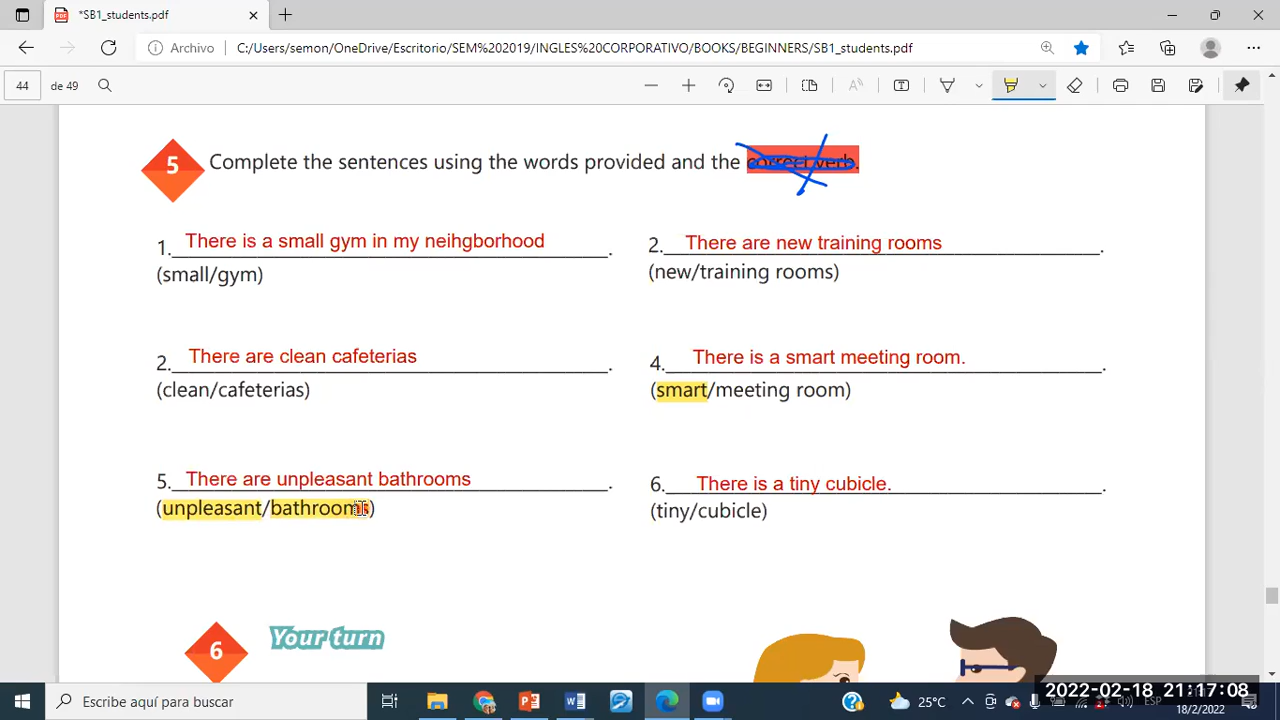 *SB1_students.pdf
Archivo C:/Users/semon/OneDrive/Escritorio/SEM%202019/INGLES%20CORPORATIVO/BOOKS/BEGINNERS/SB1_students.pdf
44 de 49
5 Complete the sentences using the words provided and the correct verb.
1. There is a small gym in my neihgborhood .
(small/gym)
2. There are new training rooms .
(new/training rooms)
2. There are clean cafeterias .
(clean/cafeterias)
4. There is a smart meeting room. .
(smart/meeting room)
5. There are unpleasant bathrooms .
(unpleasant/bathrooms)
6. There is a tiny cubicle. .
(tiny/cubicle)
6 Your turn
Escribe aquí para buscar
25°C
ESP
2022-02-18 21:17:08
18/2/2022